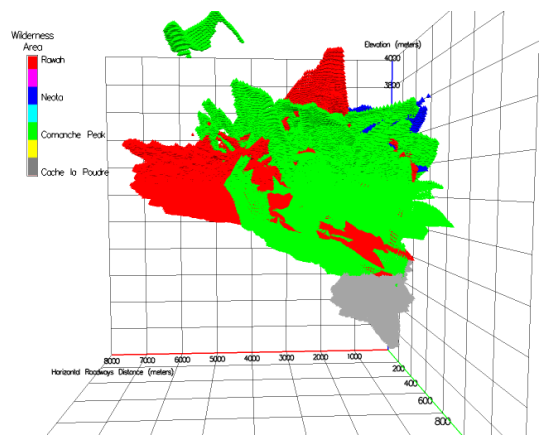 Wilderness
Area
Rawah
Neota
Comanche Peak
Cache la Poudre
Elevation (meters)
4000
3800
8000
7000
6000
5000
4000
3000
2000
1000
200
400
600
800
Horizontal Roadways Distance (meters)